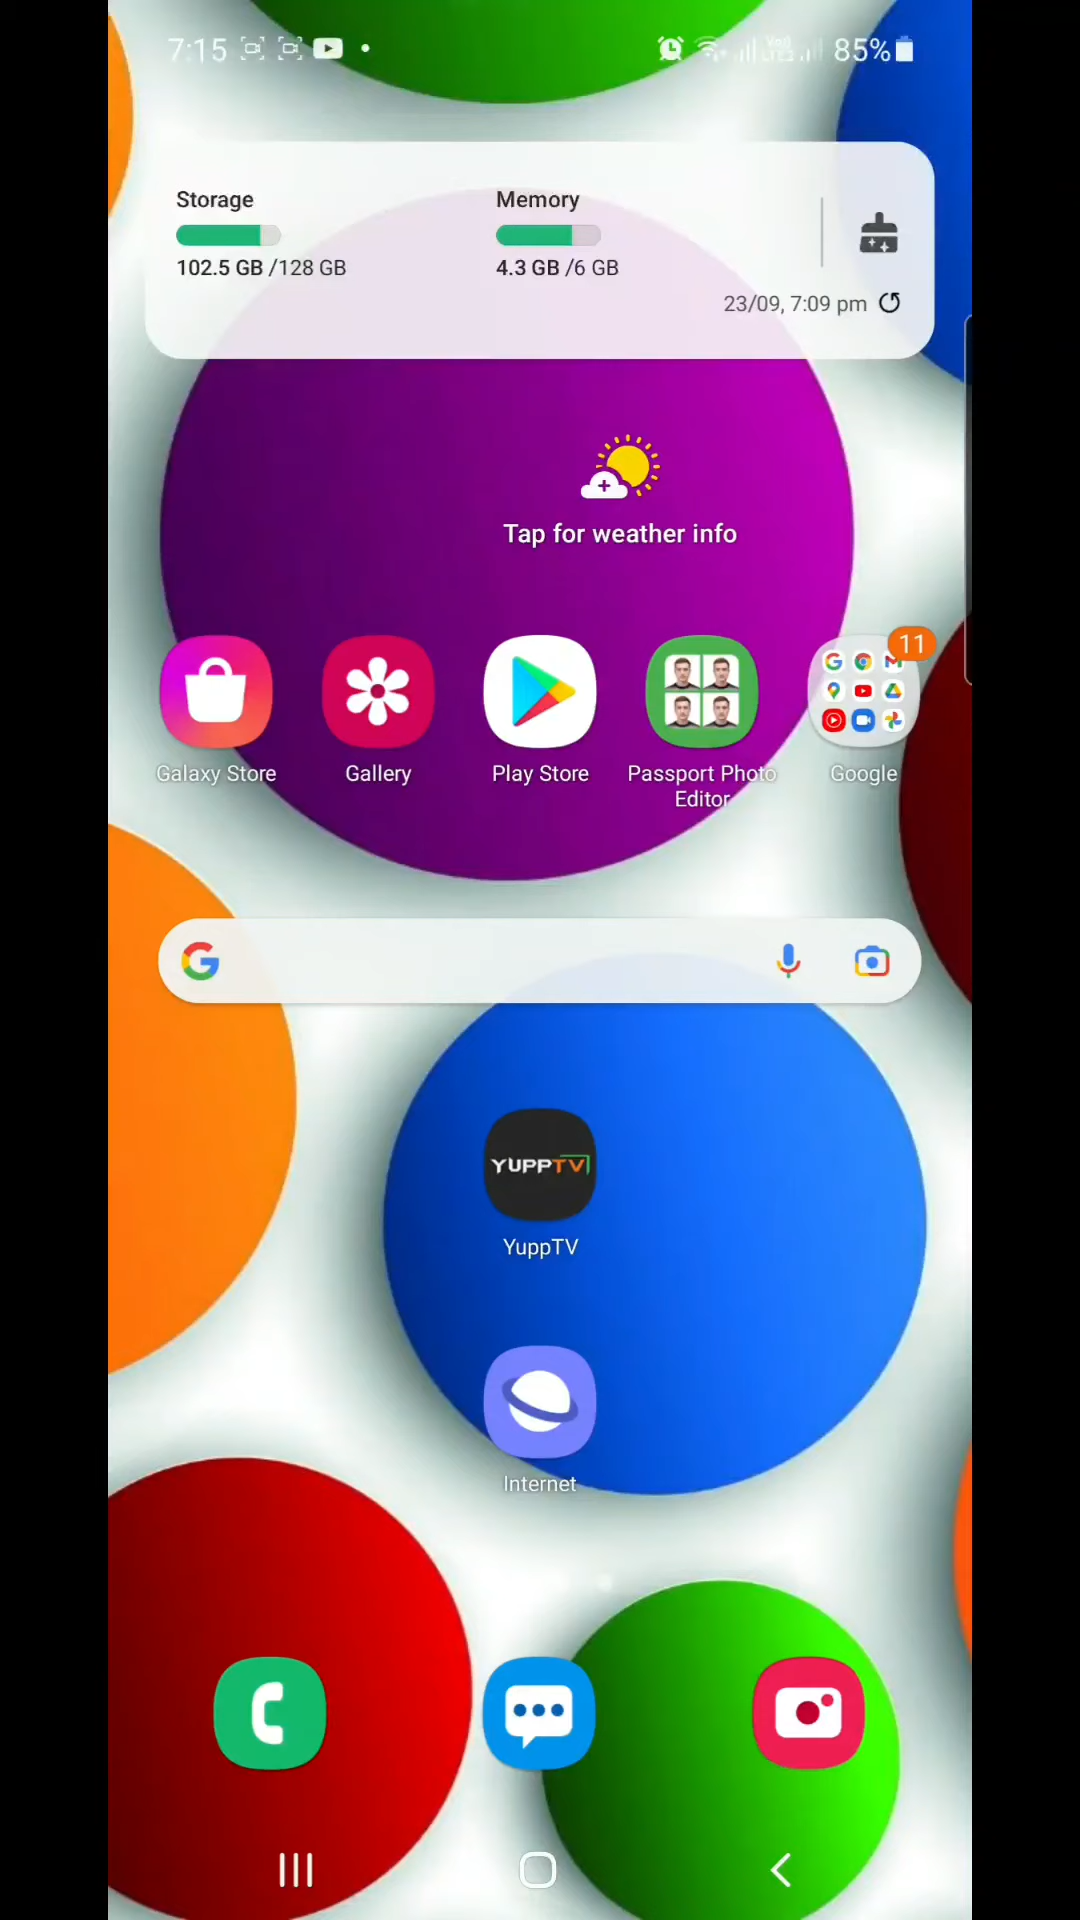 7:15 85%
Storage Memory
102.5 GB /128 GB 4.3 GB /6 GB
23/09, 7:09 pm
Tap for weather info
11
Galaxy Store Gallery Play Store Passport Photo Editor Google
YUPPTV
YuppTV
Internet